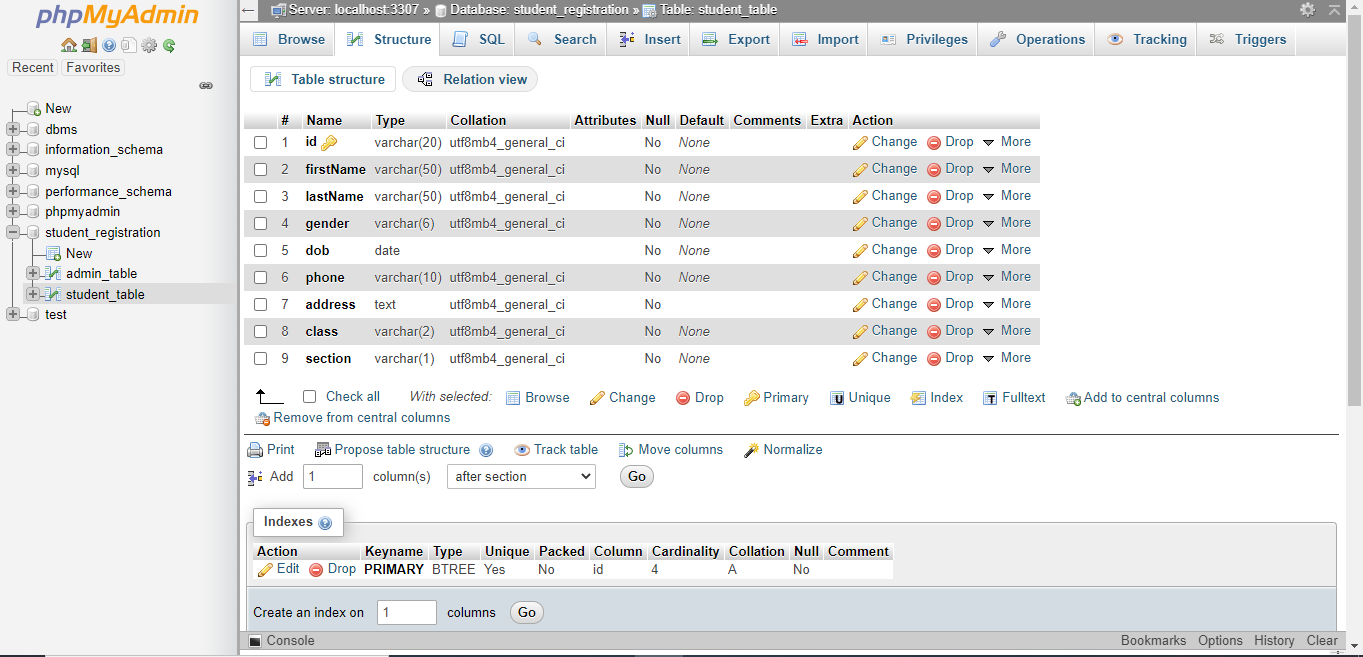 phpMyAdmin
Recent Favorites
New
dbms
information_schema
mysql
performance_schema
phpmyadmin
student_registration
New
admin_table
student_table
test
Server: localhost:3307 » Database: student_registration » Table: student_table
Browse Structure SQL Search Insert Export Import Privileges Operations Tracking Triggers
Table structure Relation view
# Name Type Collation Attributes Null Default Comments Extra Action
1 id varchar(20) utf8mb4_general_ci No None Change Drop More
2 firstName varchar(50) utf8mb4_general_ci No None Change Drop More
3 lastName varchar(50) utf8mb4_general_ci No None Change Drop More
4 gender varchar(6) utf8mb4_general_ci No None Change Drop More
5 dob date No None Change Drop More
6 phone varchar(10) utf8mb4_general_ci No None Change Drop More
7 address text utf8mb4_general_ci No Change Drop More
8 class varchar(2) utf8mb4_general_ci No None Change Drop More
9 section varchar(1) utf8mb4_general_ci No None Change Drop More
Check all With selected: Browse Change Drop Primary Unique Index Fulltext Add to central columns
Remove from central columns
Print Propose table structure Track table Move columns Normalize
Add 1 column(s) after section Go
Indexes
Action Keyname Type Unique Packed Column Cardinality Collation Null Comment
Edit Drop PRIMARY BTREE Yes No id 4 A No
Create an index on 1 columns Go
Console Bookmarks Options History Clear